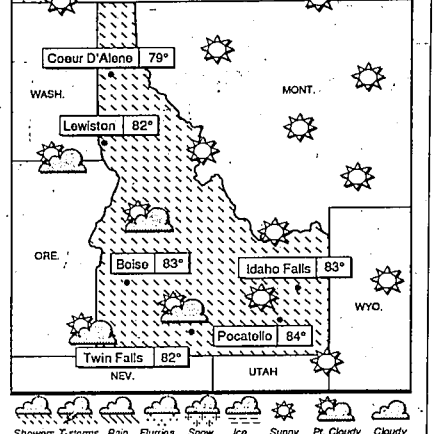 Coeur D'Alene 79°
WASH.
MONT.
Lewiston 82°
ORE.
Boise 83°
Idaho Falls 83°
WYO.
Pocatello 84°
Twin Falls 82°
NEV.
UTAH
Showers T-storms Rain Flurries Snow Ice Sunny Pt. Cloudy Cloudy